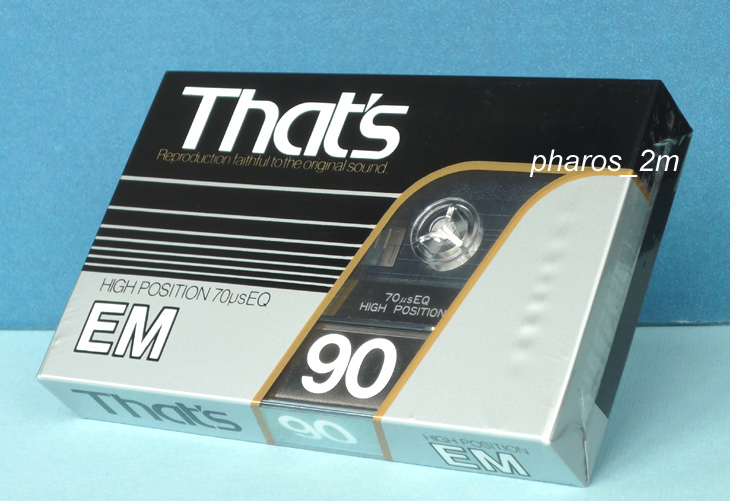 That's
Reproduction faithful to the original sound.
pharos_2m
HIGH POSITION 70µsEQ
EM
70µsEQ
HIGH POSITION
90
That's
90
HIGH POSITION
EM